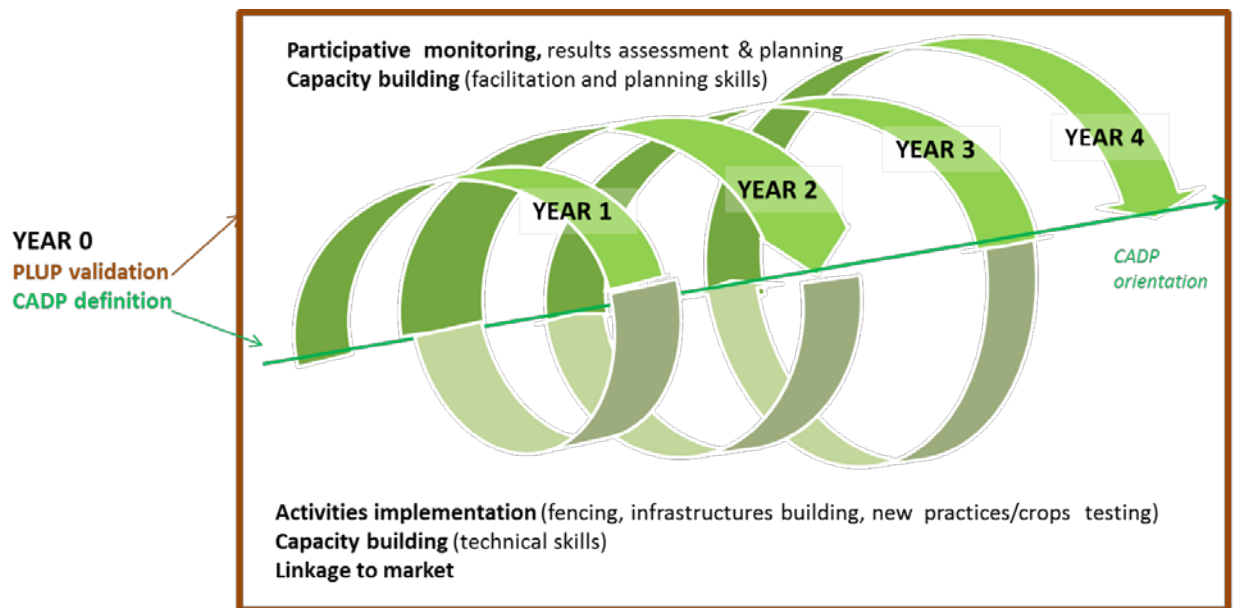 Participative monitoring, results assessment & planning
Capacity building (facilitation and planning skills)
YEAR 4
YEAR 3
YEAR 2
YEAR 1
YEAR 0
PLUP validation
CADP definition
CADP
orientation
Activities implementation (fencing, infrastructures building, new practices/crops testing)
Capacity building (technical skills)
Linkage to market